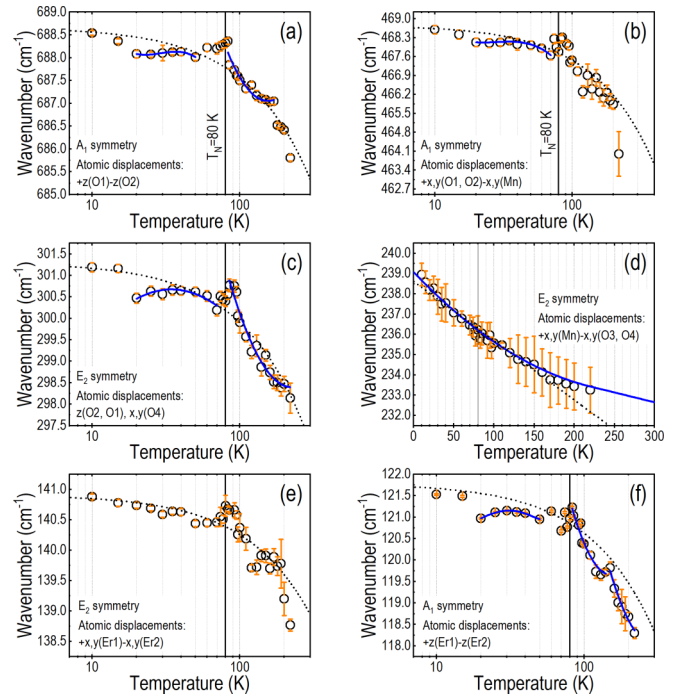 (a)
Wavenumber (cm⁻¹)
689.0
688.5
688.0
687.5
687.0
686.5
686.0
685.5
685.0
A₁ symmetry
Atomic displacements:
+z(O1)-z(O2)
T_N=80 K
10
100
Temperature (K)
(b)
Wavenumber (cm⁻¹)
469.0
468.3
467.6
466.9
466.2
465.5
464.8
464.1
463.4
462.7
A₁ symmetry
Atomic displacements:
+x,y(O1, O2)-x,y(Mn)
T_N=80 K
10
100
Temperature (K)
(c)
Wavenumber (cm⁻¹)
301.5
301.0
300.5
300.0
299.5
299.0
298.5
298.0
297.5
E₂ symmetry
Atomic displacements:
z(O2, O1), x,y(O4)
10
100
Temperature (K)
(d)
Wavenumber (cm⁻¹)
240.0
239.0
238.0
237.0
236.0
235.0
234.0
233.0
232.0
E₂ symmetry
Atomic displacements:
+x,y(Mn)-x,y(O3, O4)
0 50 100 150 200 250 300
Temperature (K)
(e)
Wavenumber (cm⁻¹)
141.0
140.5
140.0
139.5
139.0
138.5
E₂ symmetry
Atomic displacements:
+x,y(Er1)-x,y(Er2)
10
100
Temperature (K)
(f)
Wavenumber (cm⁻¹)
122.0
121.5
121.0
120.5
120.0
119.5
119.0
118.5
118.0
A₁ symmetry
Atomic displacements:
+z(Er1)-z(Er2)
10
100
Temperature (K)